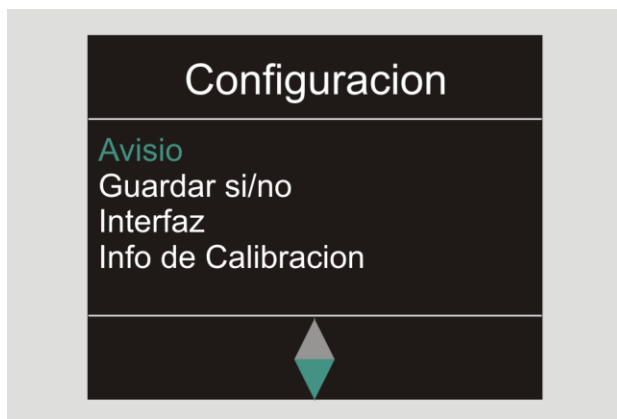 Configuracion
Avisio
Guardar si/no
Interfaz
Info de Calibracion